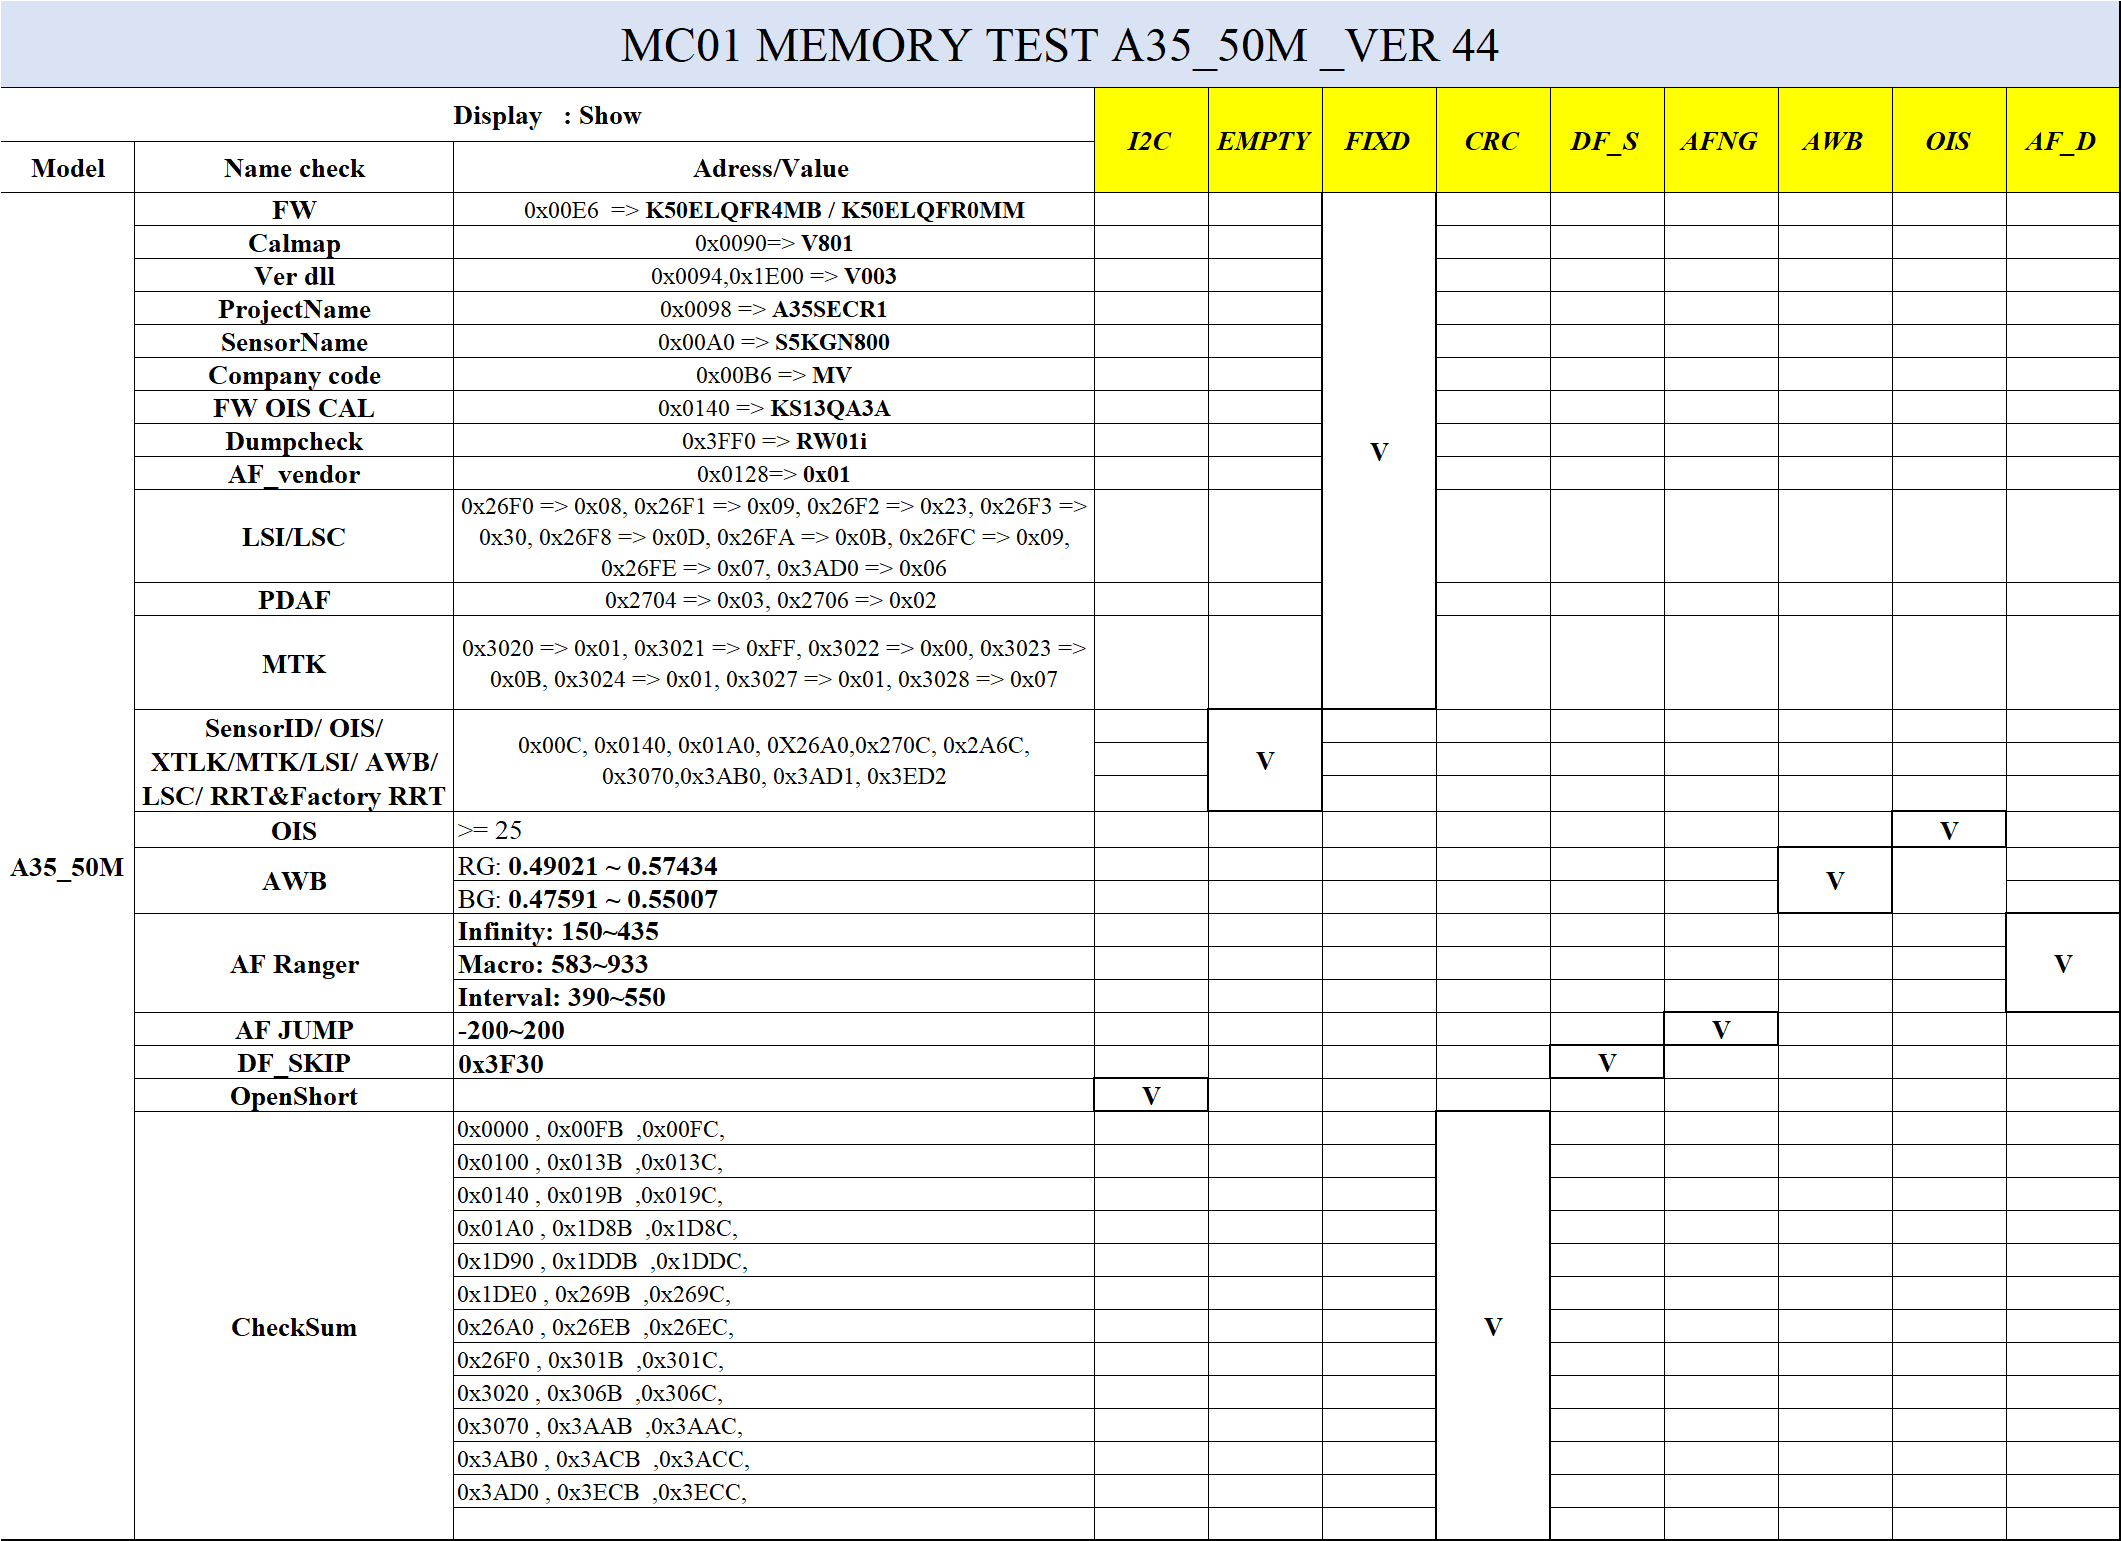 MC01 MEMORY TEST A35_50M _VER 44
Display : Show
I2C EMPTY FIXD CRC DF_S AFNG AWB OIS AF_D
Model Name check Adress/Value
FW 0x00E6 => K50ELQFR4MB / K50ELQFR0MM
Calmap 0x0090=> V801
Ver dll 0x0094,0x1E00 => V003
ProjectName 0x0098 => A35SECR1
SensorName 0x00A0 => S5KGN800
Company code 0x00B6 => MV
FW OIS CAL 0x0140 => KS13QA3A
Dumpcheck 0x3FF0 => RW01i
V
AF_vendor 0x0128=> 0x01
LSI/LSC
0x26F0 => 0x08, 0x26F1 => 0x09, 0x26F2 => 0x23, 0x26F3 =>
0x30, 0x26F8 => 0x0D, 0x26FA => 0x0B, 0x26FC => 0x09,
0x26FE => 0x07, 0x3AD0 => 0x06
PDAF 0x2704 => 0x03, 0x2706 => 0x02
MTK
0x3020 => 0x01, 0x3021 => 0xFF, 0x3022 => 0x00, 0x3023 =>
0x0B, 0x3024 => 0x01, 0x3027 => 0x01, 0x3028 => 0x07
SensorID/ OIS/
XTLK/MTK/LSI/ AWB/
LSC/ RRT&Factory RRT
0x00C, 0x0140, 0x01A0, 0X26A0,0x270C, 0x2A6C,
0x3070,0x3AB0, 0x3AD1, 0x3ED2
V
OIS >= 25 V
A35_50M
AWB
RG: 0.49021 ~ 0.57434
BG: 0.47591 ~ 0.55007
V
AF Ranger
Infinity: 150~435
Macro: 583~933
Interval: 390~550
V
AF JUMP -200~200 V
DF_SKIP 0x3F30 V
OpenShort V
CheckSum
0x0000 , 0x00FB ,0x00FC,
0x0100 , 0x013B ,0x013C,
0x0140 , 0x019B ,0x019C,
0x01A0 , 0x1D8B ,0x1D8C,
0x1D90 , 0x1DDB ,0x1DDC,
0x1DE0 , 0x269B ,0x269C,
0x26A0 , 0x26EB ,0x26EC,
0x26F0 , 0x301B ,0x301C,
0x3020 , 0x306B ,0x306C,
0x3070 , 0x3AAB ,0x3AAC,
0x3AB0 , 0x3ACB ,0x3ACC,
0x3AD0 , 0x3ECB ,0x3ECC,
V